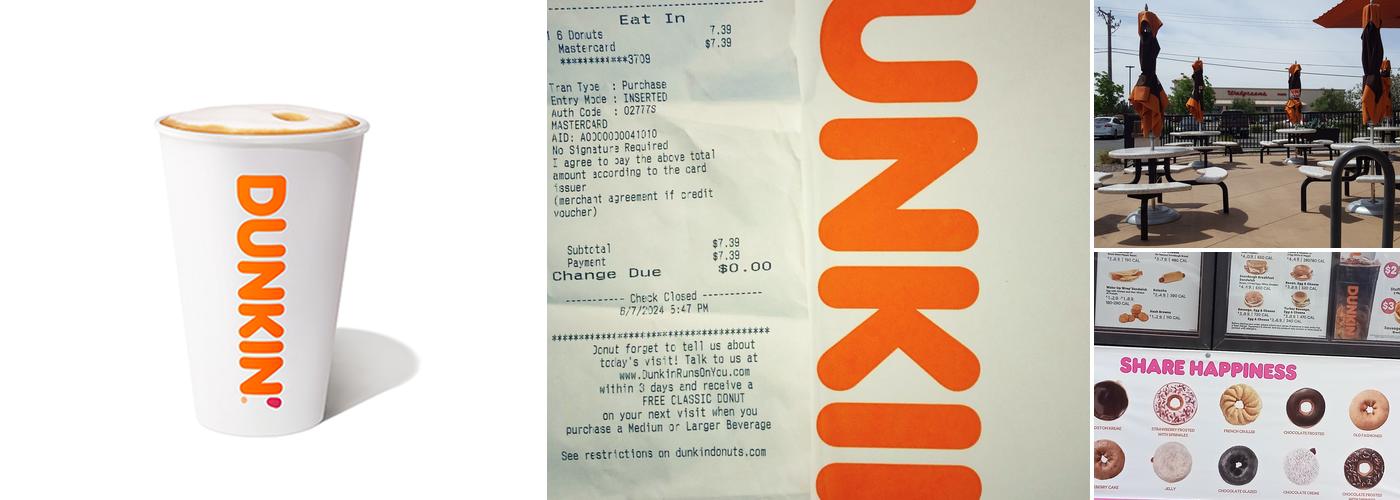 DUNKIN'
Eat In
6 Donuts 7.39
Mastercard $7.39
************3709
Tran Type : Purchase
Entry Mode : INSERTED
Auth Code : 02777S
MASTERCARD
AID: A0000000041010
No Signature Required
I agree to pay the above total
amount according to the card
issuer
(merchant agreement if credit
voucher)
Subtotal $7.39
Payment $7.39
Change Due $0.00
---------- Check Closed ----------
6/7/2024 5:47 PM
Donut forget to tell us about
today's visit! Talk to us at
www.DunkinRunsOnYou.com
within 3 days and receive a
FREE CLASSIC DONUT
on your next visit when you
purchase a Medium or Larger Beverage
See restrictions on dunkindonuts.com
UNKI
Walgreens
Hash Browns
DUNKIN'
SHARE HAPPINESS
STRAWBERRY FROSTED
WITH SPRINKLES
FRENCH CRULLER
CHOCOLATE FROSTED
OLD FASHIONED
JELLY
CHOCOLATE GLAZED
CHOCOLATE CREME
CHOCOLATE FROSTED